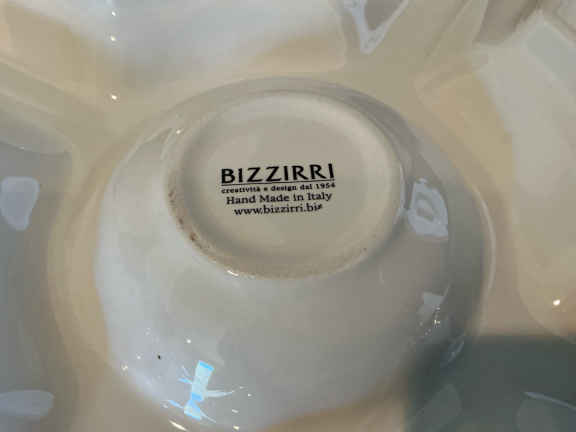 BIZZIRRI
creatività e design dal 1954
Hand Made in Italy
www.bizzirri.biz